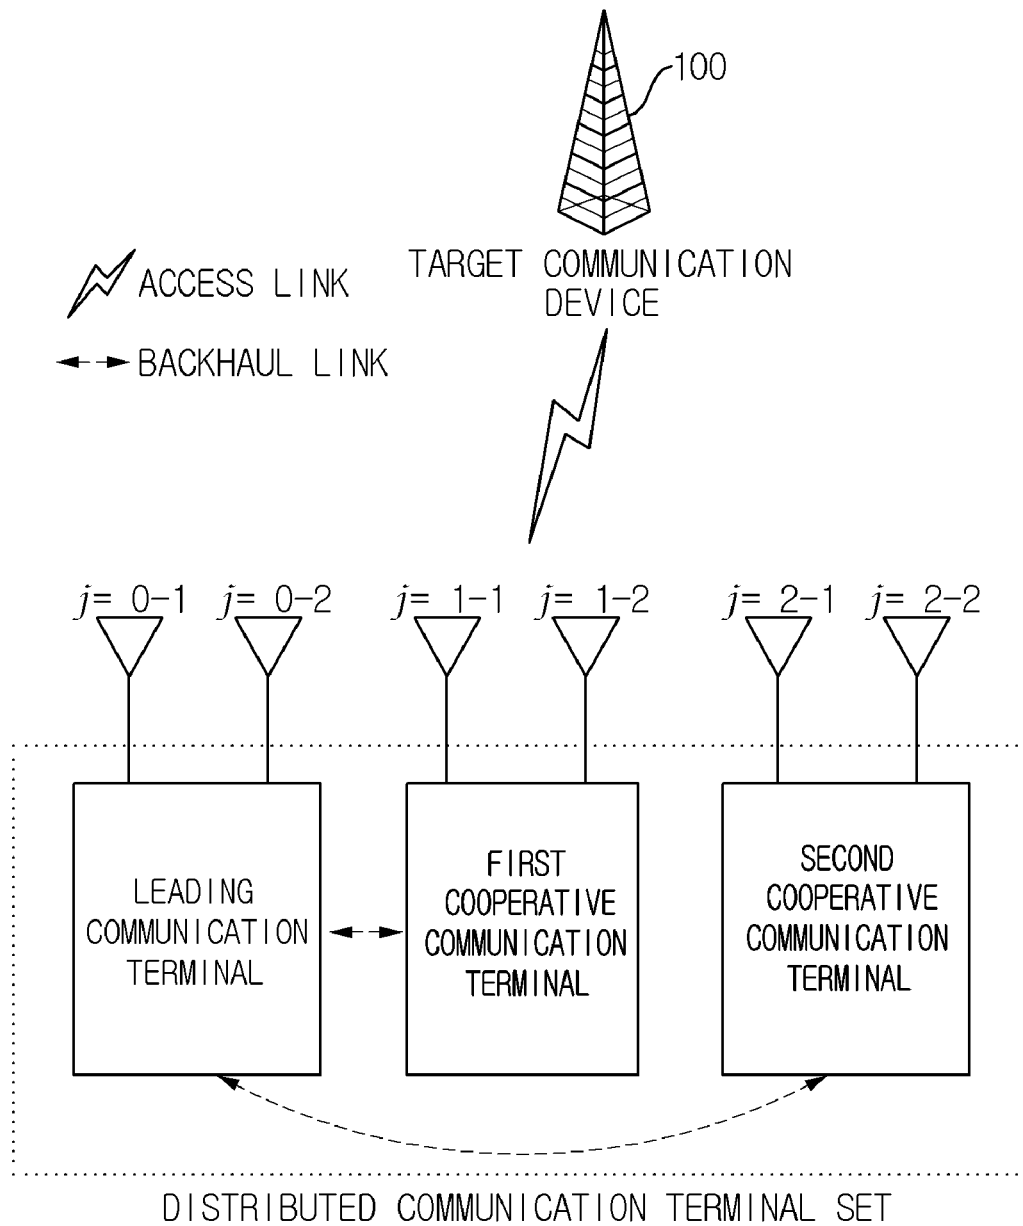 100
TARGET COMMUNICATION
DEVICE
ACCESS LINK
BACKHAUL LINK
j= 0-1
j= 0-2
j= 1-1
j= 1-2
j= 2-1
j= 2-2
LEADING
COMMUNICATION
TERMINAL
FIRST
COOPERATIVE
COMMUNICATION
TERMINAL
SECOND
COOPERATIVE
COMMUNICATION
TERMINAL
DISTRIBUTED COMMUNICATION TERMINAL SET